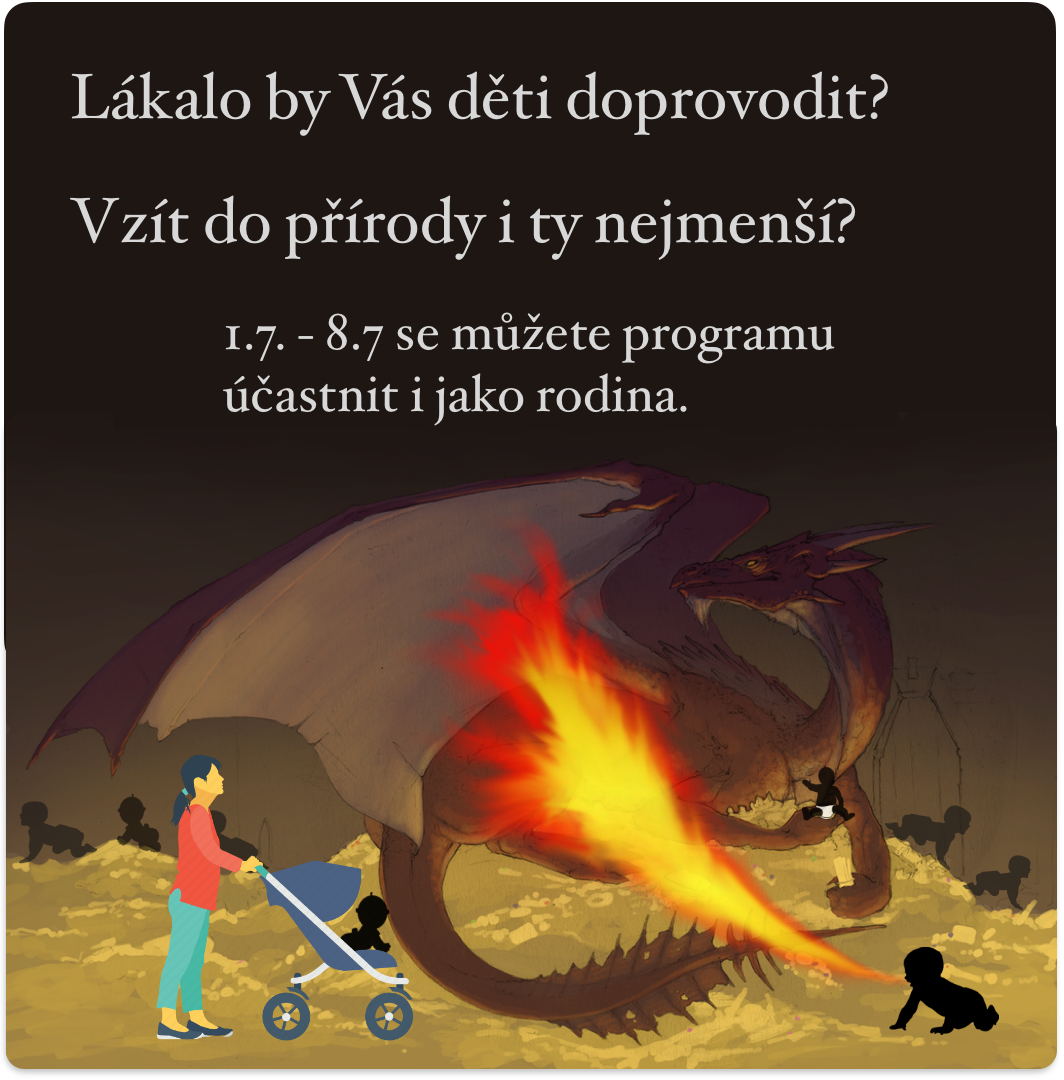 Lákalo by Vás děti doprovodit?
Vzít do přírody i ty nejmenší?
1.7. - 8.7 se můžete programu
účastnit i jako rodina.